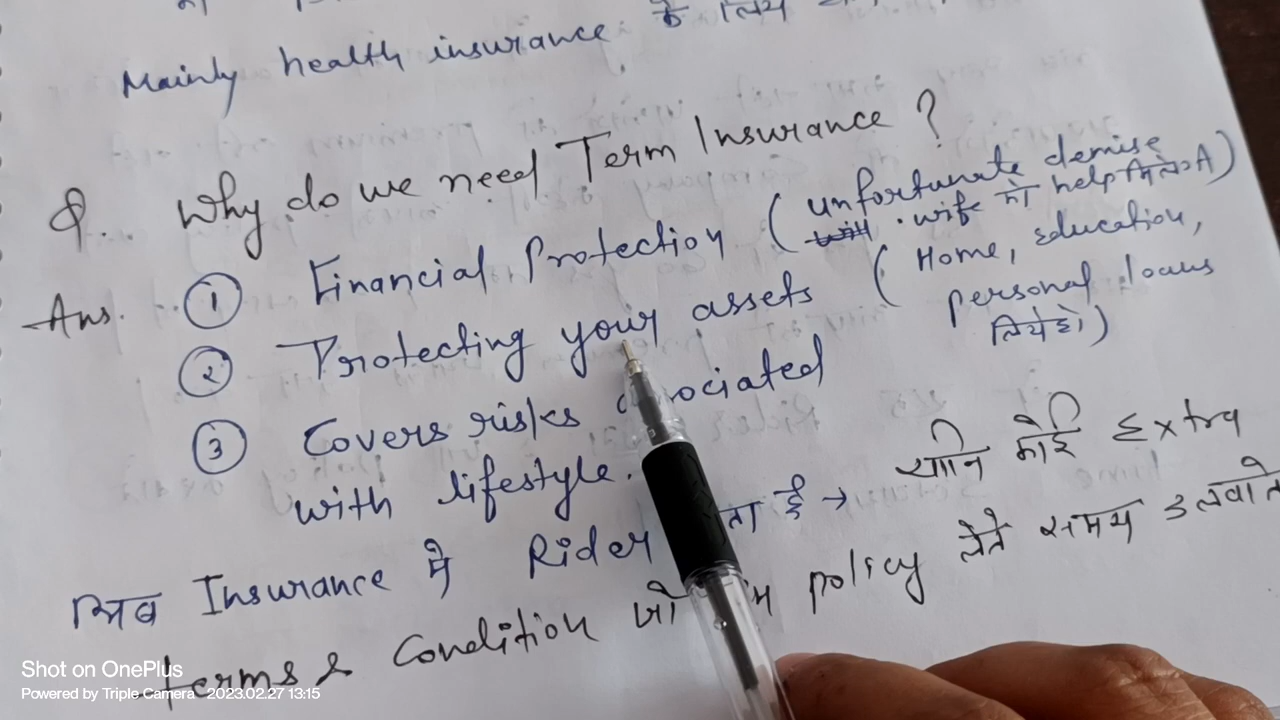 Mainly health insurance के लिये
Q. Why do we need Term Insurance ?
Ans. ① Financial Protection ( unfortunate demise
wife को help मिले )
② Protecting your assets ( Home, education,
personal loans
लिये हो )
③ Covers risks associated
with lifestyle.
अब Insurance मे Rider ता है → यानि कोई Extra
terms & Condition जो policy लेते समय डलवाते
Shot on OnePlus
Powered by Triple Camera 2023.02.27 13:15